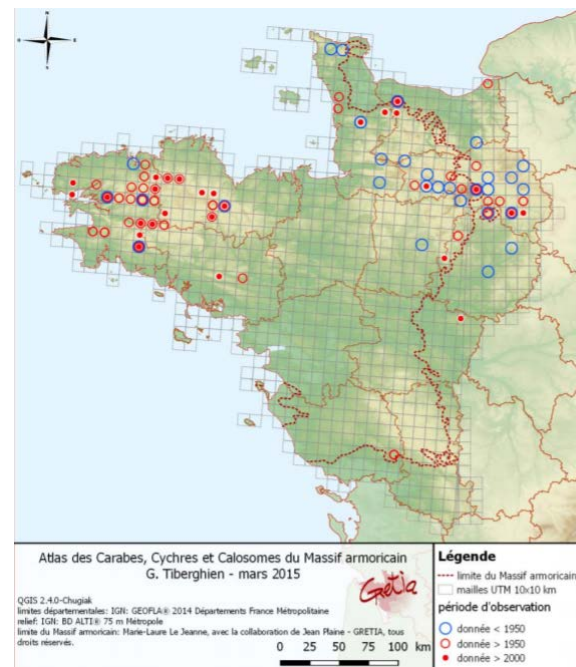 Atlas des Carabes, Cychres et Calosomes du Massif armoricain
G. Tiberghien - mars 2015
Gretia
QGIS 2.4.0-Chugiak
limites départementales: IGN: GEOFLA® 2014 Départements France Métropolitaine
relief: IGN: BD ALTI® 75 m Métropole
limite du Massif armoricain: Marie-Laure Le Jeanne, avec la collaboration de Jean Plaine - GRETIA, tous
droits réservés.
0 25 50 75 100 km
Légende
limite du Massif armoricain
mailles UTM 10x10 km
période d'observation
donnée < 1950
donnée > 1950
donnée > 2000